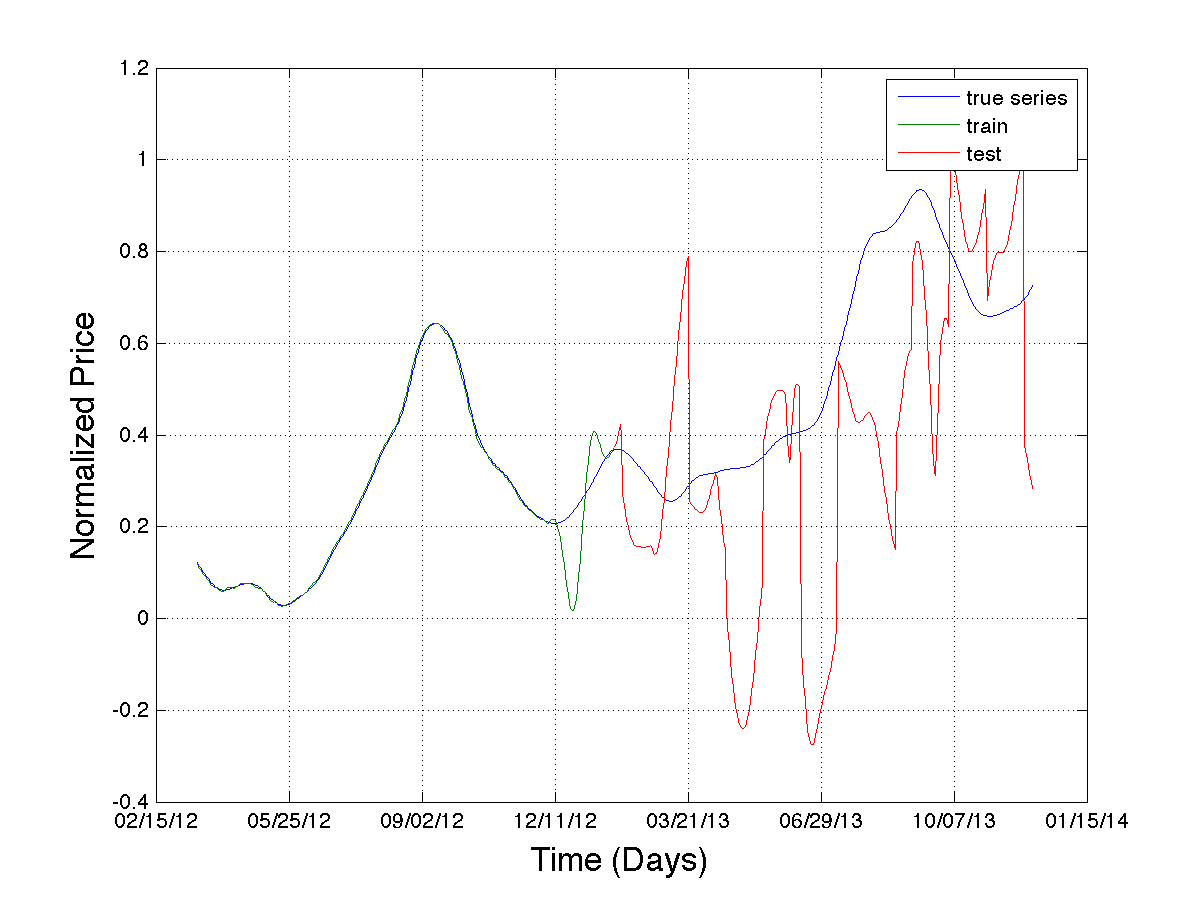 1.2
1
0.8
0.6
0.4
0.2
0
-0.2
-0.4
Normalized Price
true series
train
test
02/15/12 05/25/12 09/02/12 12/11/12 03/21/13 06/29/13 10/07/13 01/15/14
Time (Days)